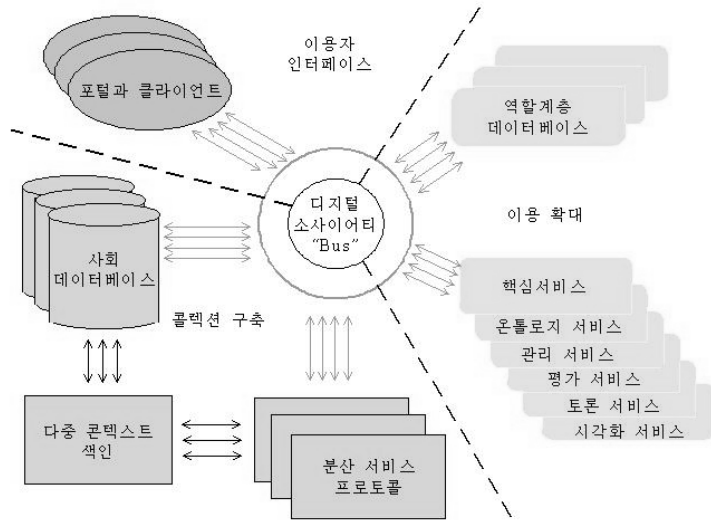 이용자
인터페이스
포털과 클라이언트
역할계층
데이터베이스
디지털
소사이어티
“Bus”
이용 확대
사회
데이터베이스
콜렉션 구축
핵심서비스
온톨로지 서비스
관리 서비스
평가 서비스
토론 서비스
시각화 서비스
다중 콘텍스트
색인
분산 서비스
프로토콜